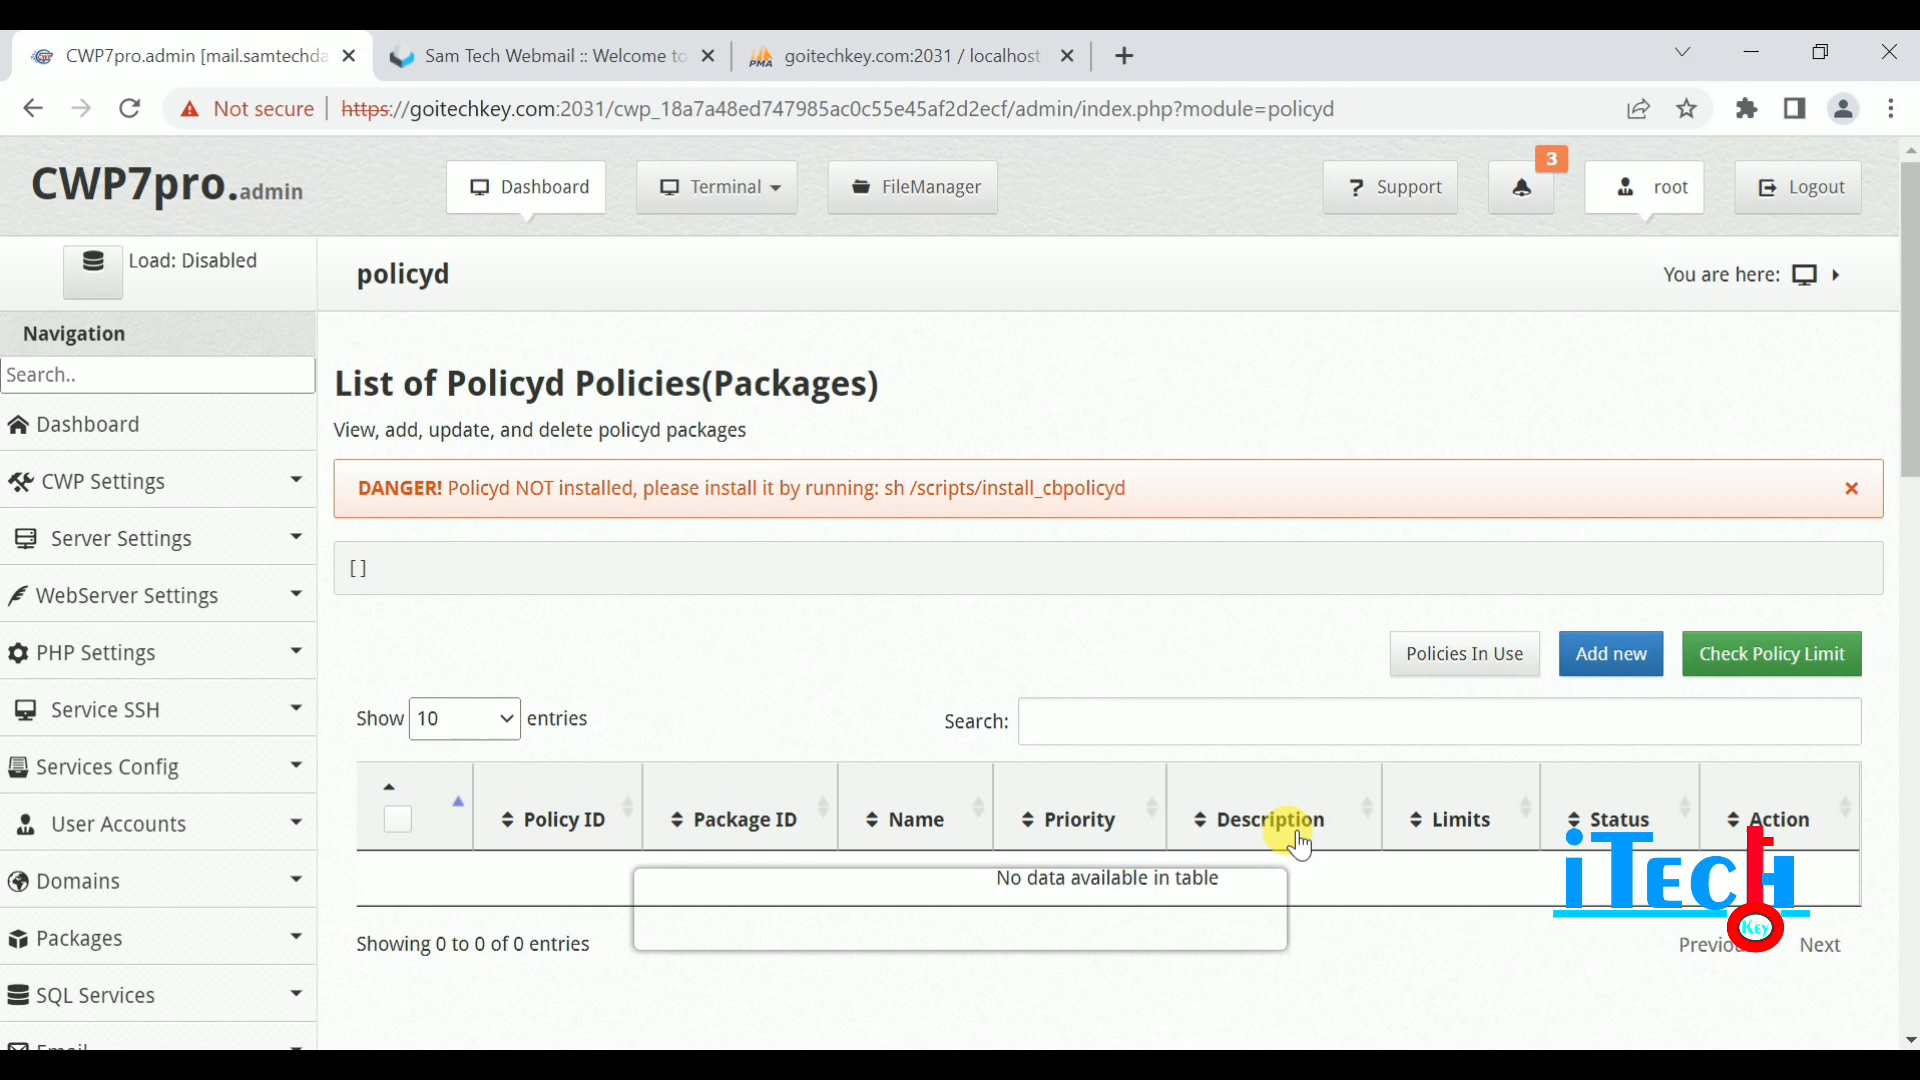 CWP7pro.admin [mail.samtechda
Sam Tech Webmail :: Welcome to
PMA
goitechkey.com:2031 / localhost
Not secure
https://goitechkey.com:2031/cwp_18a7a48ed747985ac0c55e45af2d2ecf/admin/index.php?module=policyd
CWP7pro.admin
Dashboard
Terminal
FileManager
? Support
3
root
Logout
Load: Disabled
policyd
You are here:
Navigation
Search..
List of Policyd Policies(Packages)
View, add, update, and delete policyd packages
DANGER! Policyd NOT installed, please install it by running: sh /scripts/install_cbpolicyd
[]
Dashboard
CWP Settings
Server Settings
WebServer Settings
PHP Settings
Service SSH
Services Config
User Accounts
Domains
Packages
SQL Services
Email
Policies In Use
Add new
Check Policy Limit
Show 10 entries
Search:
Policy ID
Package ID
Name
Priority
Description
Limits
Status
Action
No data available in table
Showing 0 to 0 of 0 entries
Previo
Next
iTecH
Key